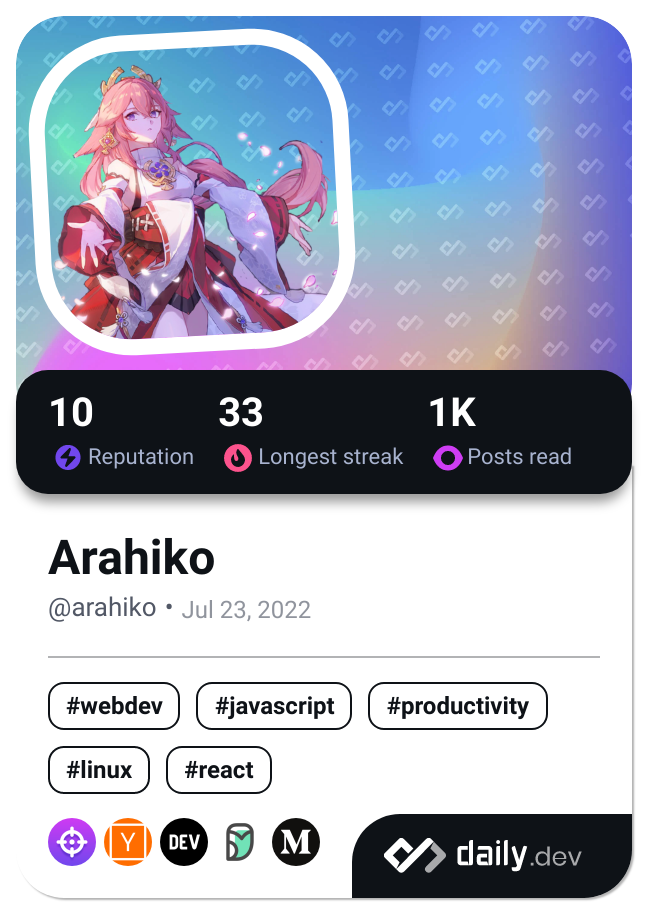 10 33 1K
Reputation Longest streak Posts read
Arahiko
@arahiko • Jul 23, 2022
#webdev #javascript #productivity
#linux #react
Y DEV M
daily.dev